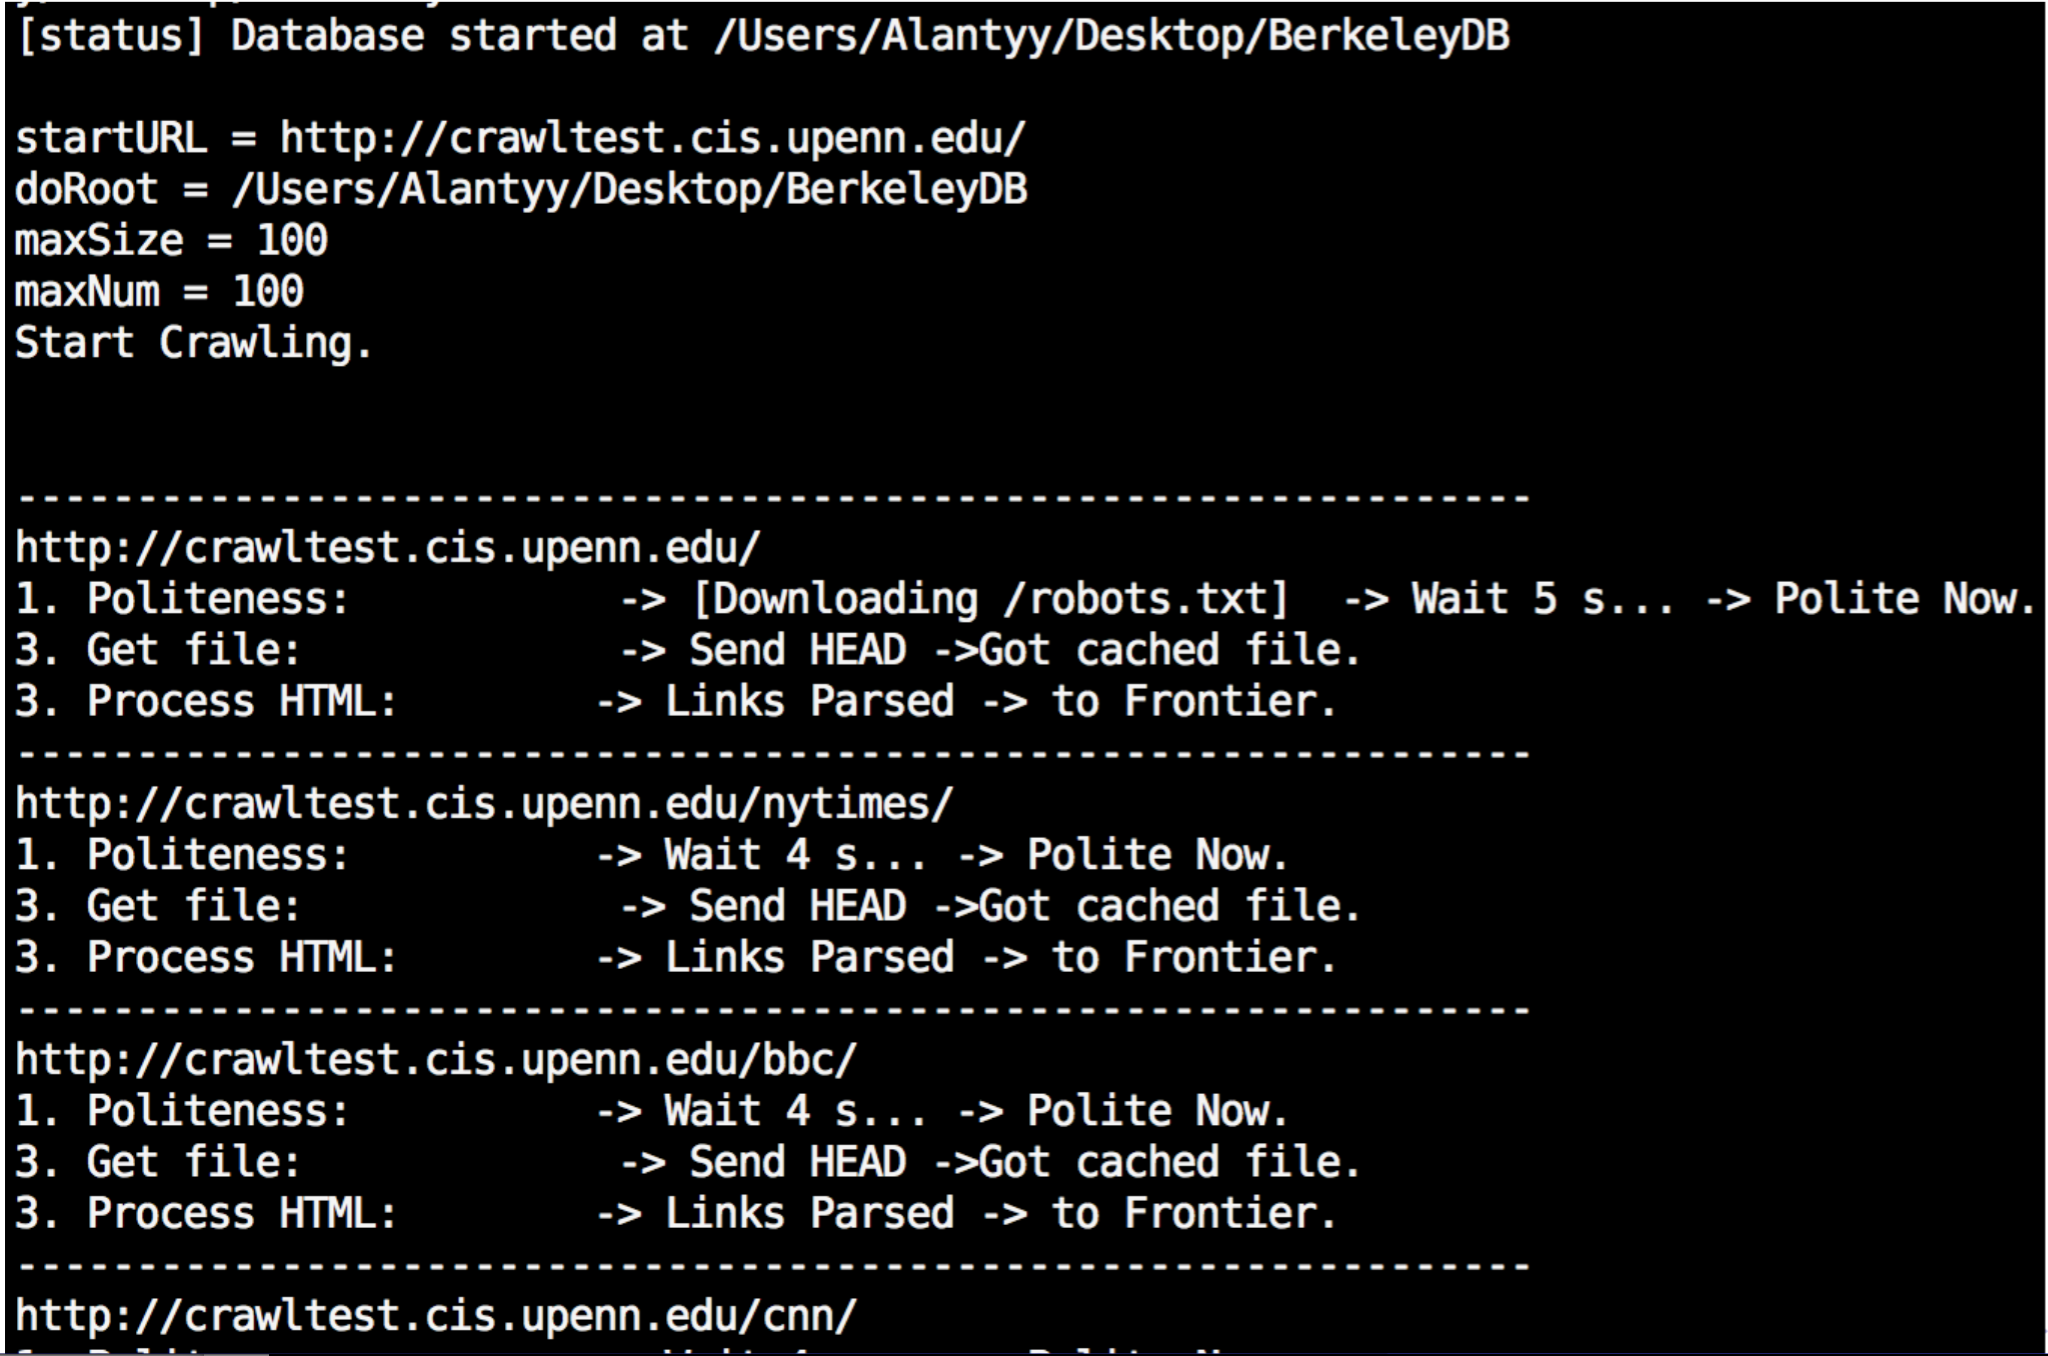 [status] Database started at /Users/Alantyy/Desktop/BerkeleyDB
startURL = http://crawltest.cis.upenn.edu/
doRoot = /Users/Alantyy/Desktop/BerkeleyDB
maxSize = 100
maxNum = 100
Start Crawling.
---------------------------------------------------------------
http://crawltest.cis.upenn.edu/
1. Politeness: -> [Downloading /robots.txt] -> Wait 5 s... -> Polite Now.
3. Get file: -> Send HEAD ->Got cached file.
3. Process HTML: -> Links Parsed -> to Frontier.
---------------------------------------------------------------
http://crawltest.cis.upenn.edu/nytimes/
1. Politeness: -> Wait 4 s... -> Polite Now.
3. Get file: -> Send HEAD ->Got cached file.
3. Process HTML: -> Links Parsed -> to Frontier.
---------------------------------------------------------------
http://crawltest.cis.upenn.edu/bbc/
1. Politeness: -> Wait 4 s... -> Polite Now.
3. Get file: -> Send HEAD ->Got cached file.
3. Process HTML: -> Links Parsed -> to Frontier.
---------------------------------------------------------------
http://crawltest.cis.upenn.edu/cnn/